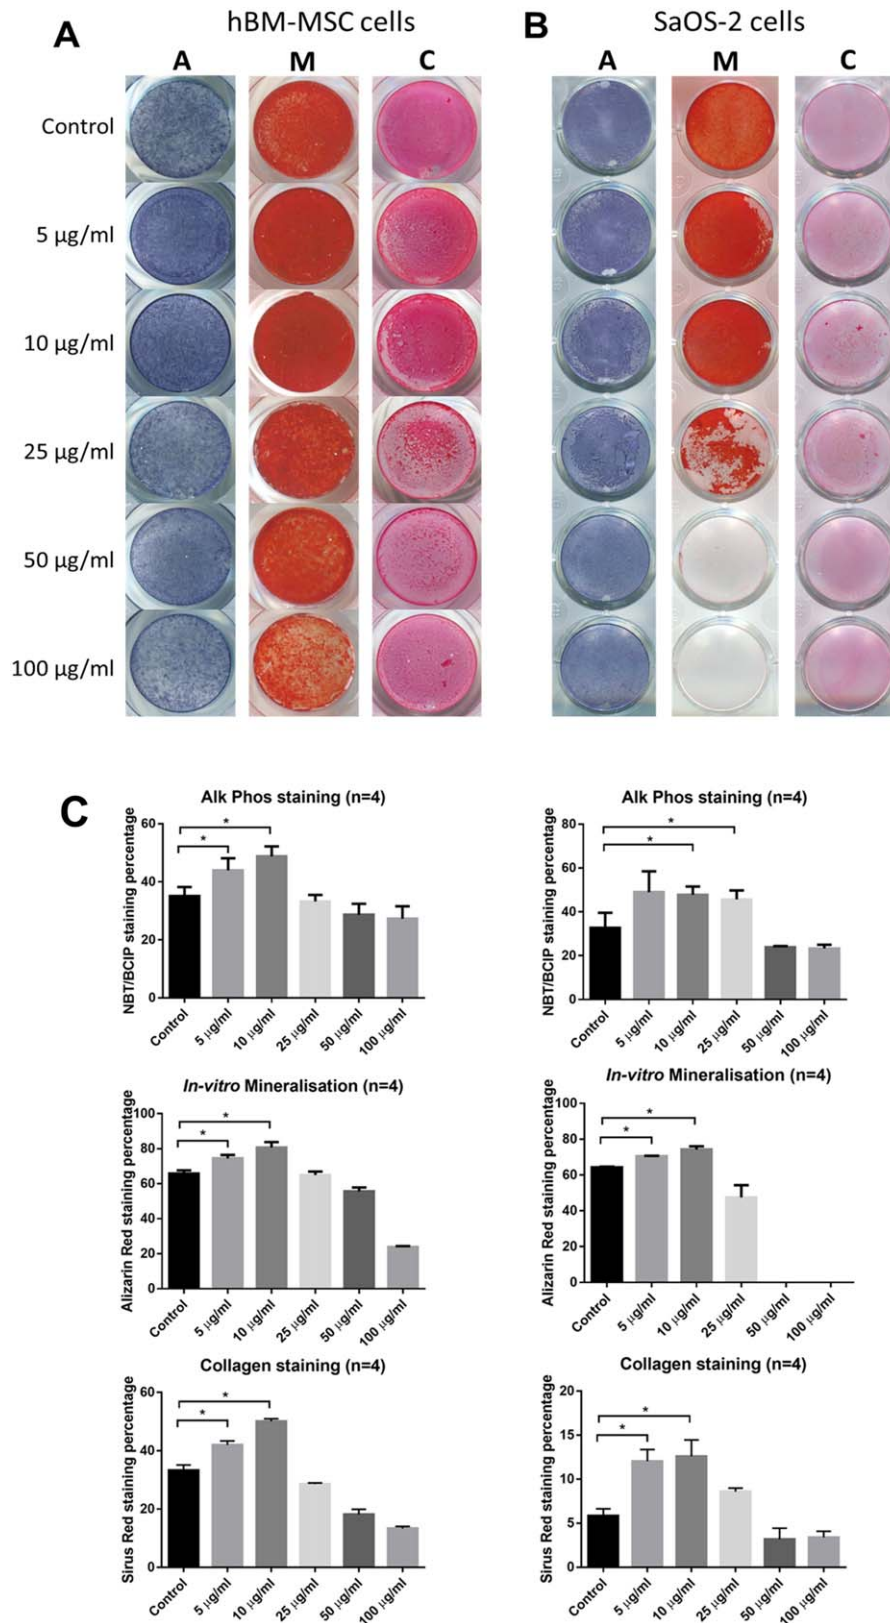 A hBM-MSC cells
A M C
Control
5 µg/ml
10 µg/ml
25 µg/ml
50 µg/ml
100 µg/ml
B SaOS-2 cells
A M C
C
Alk Phos staining (n=4)
NBT/BCIP staining percentage
60
40
20
0
* *
Control 5 µg/ml 10 µg/ml 25 µg/ml 50 µg/ml 100 µg/ml
Alk Phos staining (n=4)
NBT/BCIP staining percentage
80
60
40
20
0
* *
Control 5 µg/ml 10 µg/ml 25 µg/ml 50 µg/ml 100 µg/ml
In-vitro Mineralisation (n=4)
Alizarin Red staining percentage
100
80
60
40
20
0
* *
Control 5 µg/ml 10 µg/ml 25 µg/ml 50 µg/ml 100 µg/ml
In-vitro Mineralisation (n=4)
Alizarin Red staining percentage
100
80
60
40
20
0
* *
Control 5 µg/ml 10 µg/ml 25 µg/ml 50 µg/ml 100 µg/ml
Collagen staining (n=4)
Sirus Red staining percentage
60
40
20
0
* *
Control 5 µg/ml 10 µg/ml 25 µg/ml 50 µg/ml 100 µg/ml
Collagen staining (n=4)
Sirus Red staining percentage
20
15
10
5
0
* *
Control 5 µg/ml 10 µg/ml 25 µg/ml 50 µg/ml 100 µg/ml